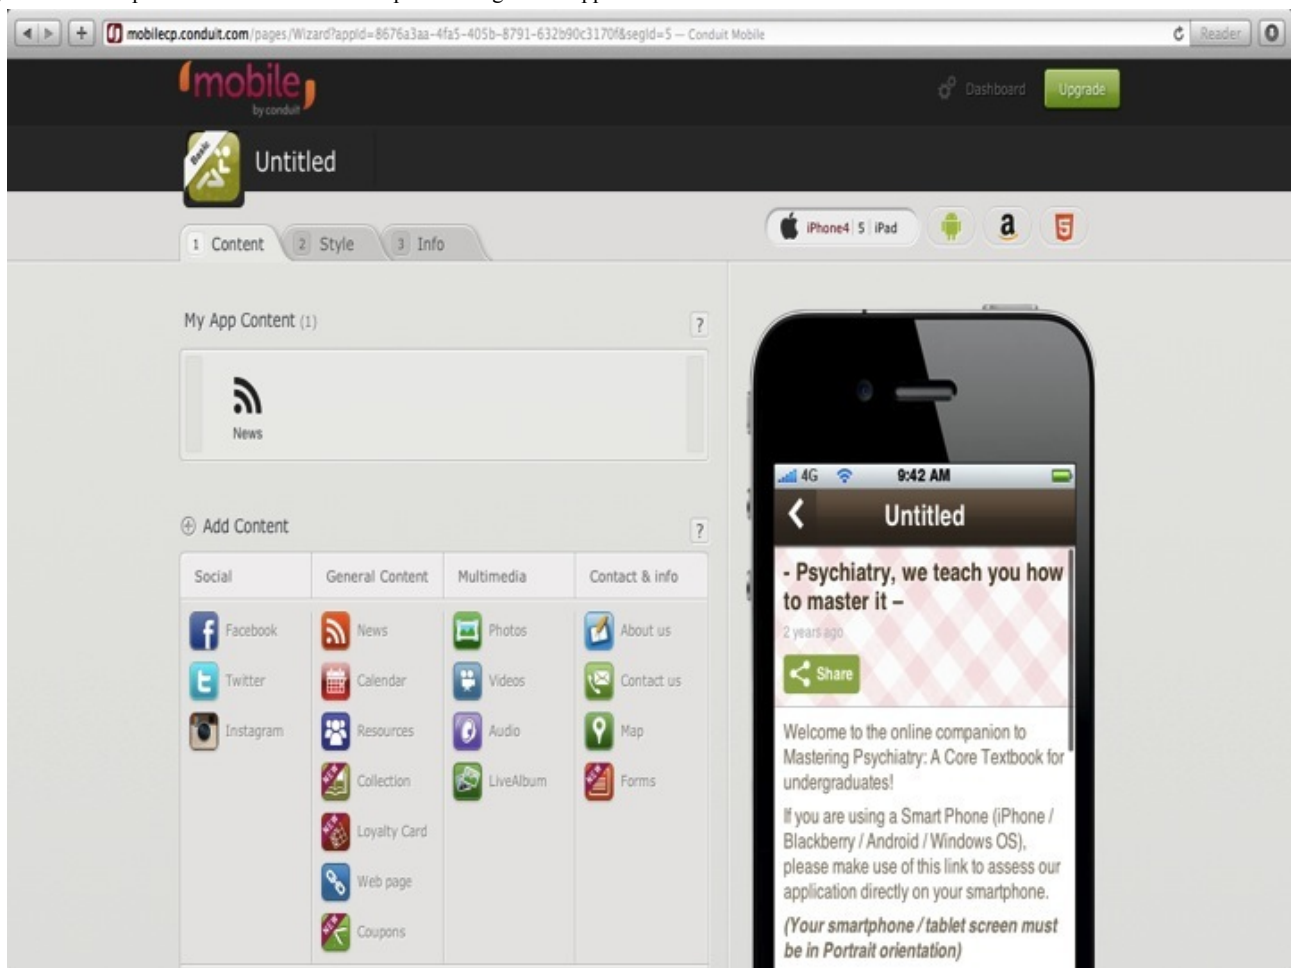 mobilecp.conduit.com/pages/Wizard?appId=8676a3aa-4fa5-405b-8791-632b90c3170f&segId=5 — Conduit Mobile
Reader
mobile
by conduit
Dashboard
Upgrade
Basic
Untitled
1 Content
2 Style
3 Info
iPhone4 | 5 | iPad
a
5
My App Content (1)
?
News
4G
9:42 AM
Untitled
Add Content
?
Social
General Content
Multimedia
Contact & info
Facebook
News
Photos
About us
Twitter
Calendar
Videos
Contact us
Instagram
Resources
Audio
Map
NEW
Collection
LiveAlbum
NEW
Forms
NEW
Loyalty Card
Web page
NEW
Coupons
- Psychiatry, we teach you how
to master it –
2 years ago
Share
Welcome to the online companion to
Mastering Psychiatry: A Core Textbook for
undergraduates!
If you are using a Smart Phone (iPhone /
Blackberry / Android / Windows OS),
please make use of this link to assess our
application directly on your smartphone.
(Your smartphone / tablet screen must
be in Portrait orientation)